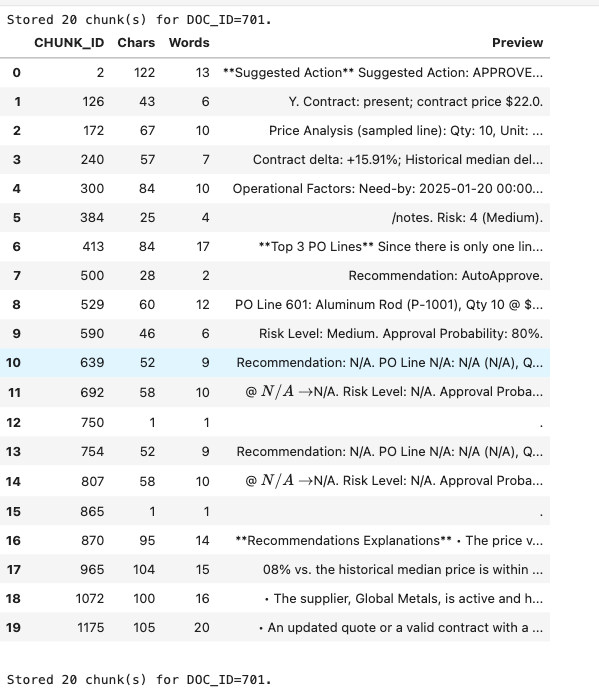 Stored 20 chunk(s) for DOC_ID=701.
CHUNK_ID Chars Words Preview
0 2 122 13 **Suggested Action** Suggested Action: APPROVE...
1 126 43 6 Y. Contract: present; contract price $22.0.
2 172 67 10 Price Analysis (sampled line): Qty: 10, Unit: ...
3 240 57 7 Contract delta: +15.91%; Historical median del...
4 300 84 10 Operational Factors: Need-by: 2025-01-20 00:00...
5 384 25 4 /notes. Risk: 4 (Medium).
6 413 84 17 **Top 3 PO Lines** Since there is only one lin...
7 500 28 2 Recommendation: AutoApprove.
8 529 60 12 PO Line 601: Aluminum Rod (P-1001), Qty 10 @ $...
9 590 46 6 Risk Level: Medium. Approval Probability: 80%.
10 639 52 9 Recommendation: N/A. PO Line N/A: N/A (N/A), Q...
11 692 58 10 @ N/A →N/A. Risk Level: N/A. Approval Proba...
12 750 1 1 .
13 754 52 9 Recommendation: N/A. PO Line N/A: N/A (N/A), Q...
14 807 58 10 @ N/A →N/A. Risk Level: N/A. Approval Proba...
15 865 1 1 .
16 870 95 14 **Recommendations Explanations** • The price v...
17 965 104 15 08% vs. the historical median price is within ...
18 1072 100 16 • The supplier, Global Metals, is active and h...
19 1175 105 20 • An updated quote or a valid contract with a ...
Stored 20 chunk(s) for DOC_ID=701.